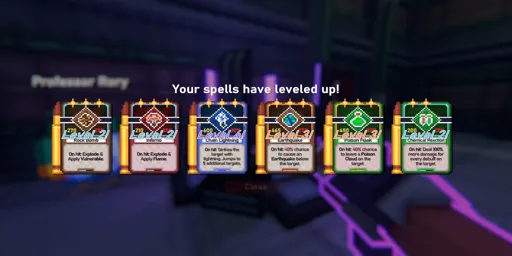 Professor Rory
Your spells have leveled up!
Level 2!
Rock Bomb
On hit: Explode &
Apply Vulnerable.
Level 2!
Inferno
On hit: Explode &
Apply Flame.
Level 2!
Chain Lightning
On hit: Strikes the
target with
lightning. Jumps to
5 additional targets.
Level 2!
Earthquake
On hit: 40% chance
to cause an
Earthquake below
the target.
Level 2!
Potion Flask
On hit: 40% chance
to leave a Poison
Cloud on the
target.
Level 2!
Chemical Reaction
On hit: Deal 100%
more damage for
every debuff on
the target.
Close